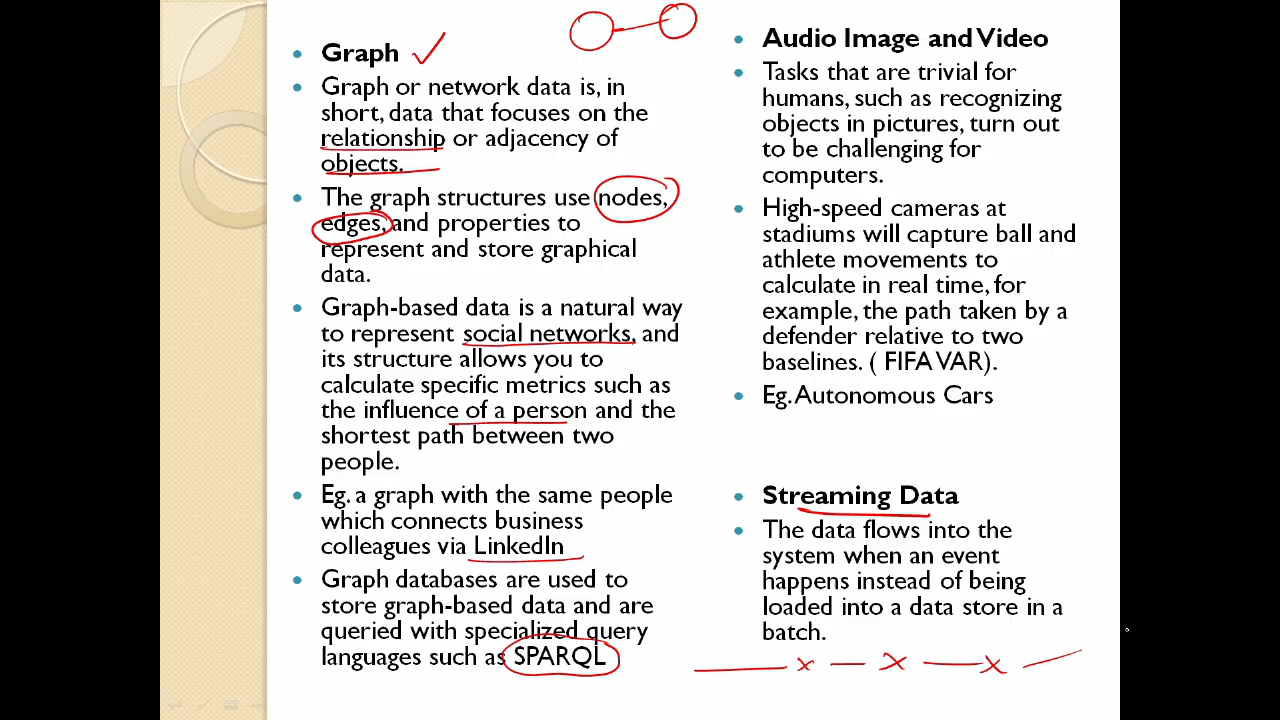 Graph
Graph or network data is, in
short, data that focuses on the
relationship or adjacency of
objects.
The graph structures use nodes,
edges, and properties to
represent and store graphical
data.
Graph-based data is a natural way
to represent social networks, and
its structure allows you to
calculate specific metrics such as
the influence of a person and the
shortest path between two
people.
Eg. a graph with the same people
which connects business
colleagues via LinkedIn
Graph databases are used to
store graph-based data and are
queried with specialized query
languages such as SPARQL
Audio Image and Video
Tasks that are trivial for
humans, such as recognizing
objects in pictures, turn out
to be challenging for
computers.
High-speed cameras at
stadiums will capture ball and
athlete movements to
calculate in real time, for
example, the path taken by a
defender relative to two
baselines. ( FIFA VAR).
Eg. Autonomous Cars
Streaming Data
The data flows into the
system when an event
happens instead of being
loaded into a data store in a
batch.